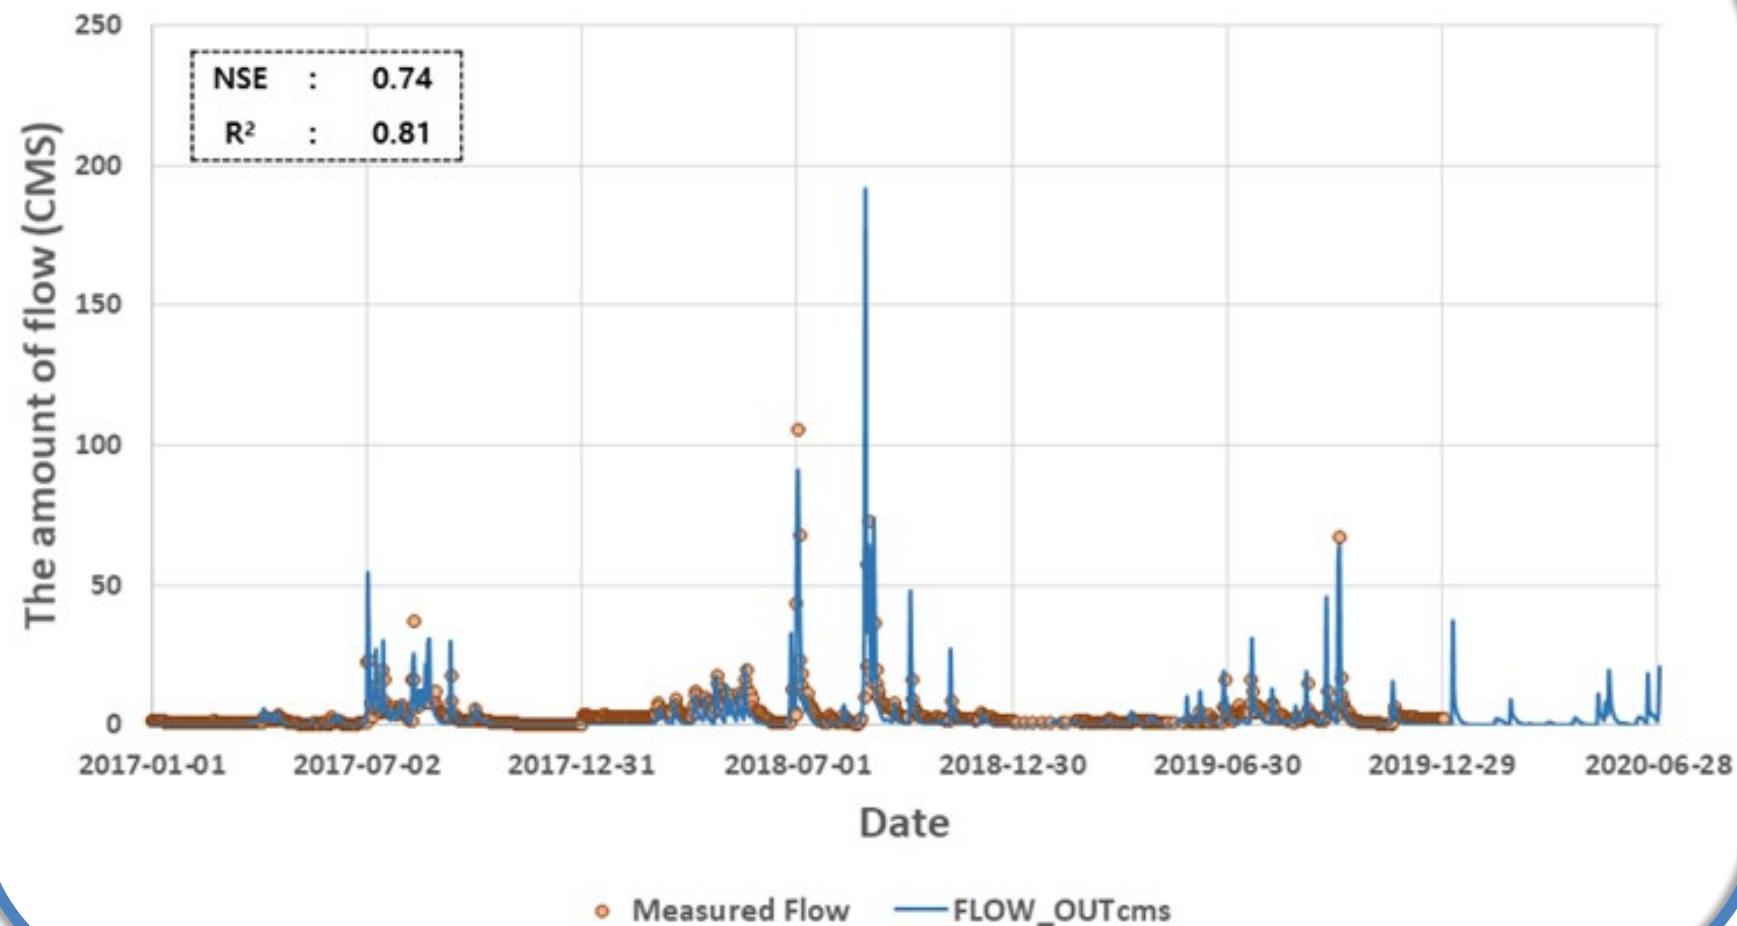 250
NSE : 0.74
R² : 0.81
200
150
100
50
0
The amount of flow (CMS)
2017-01-01 2017-07-02 2017-12-31 2018-07-01 2018-12-30 2019-06-30 2019-12-29 2020-06-28
Date
Measured Flow FLOW_OUTcms